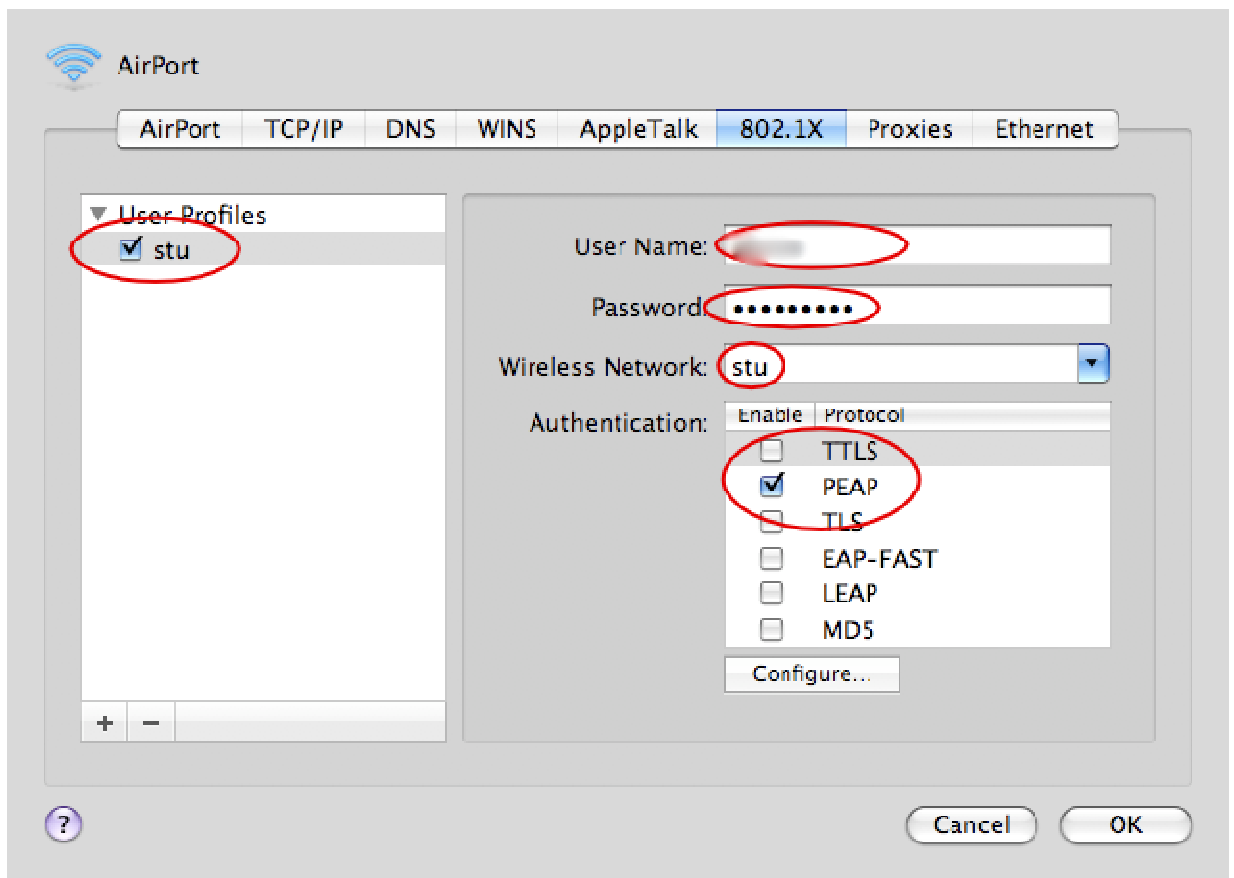 AirPort
AirPort TCP/IP DNS WINS AppleTalk 802.1X Proxies Ethernet
User Profiles
stu
User Name:
Password:
Wireless Network: stu
Authentication:
Enable Protocol
TTLS
PEAP
TLS
EAP-FAST
LEAP
MD5
Configure...
+ −
? Cancel OK